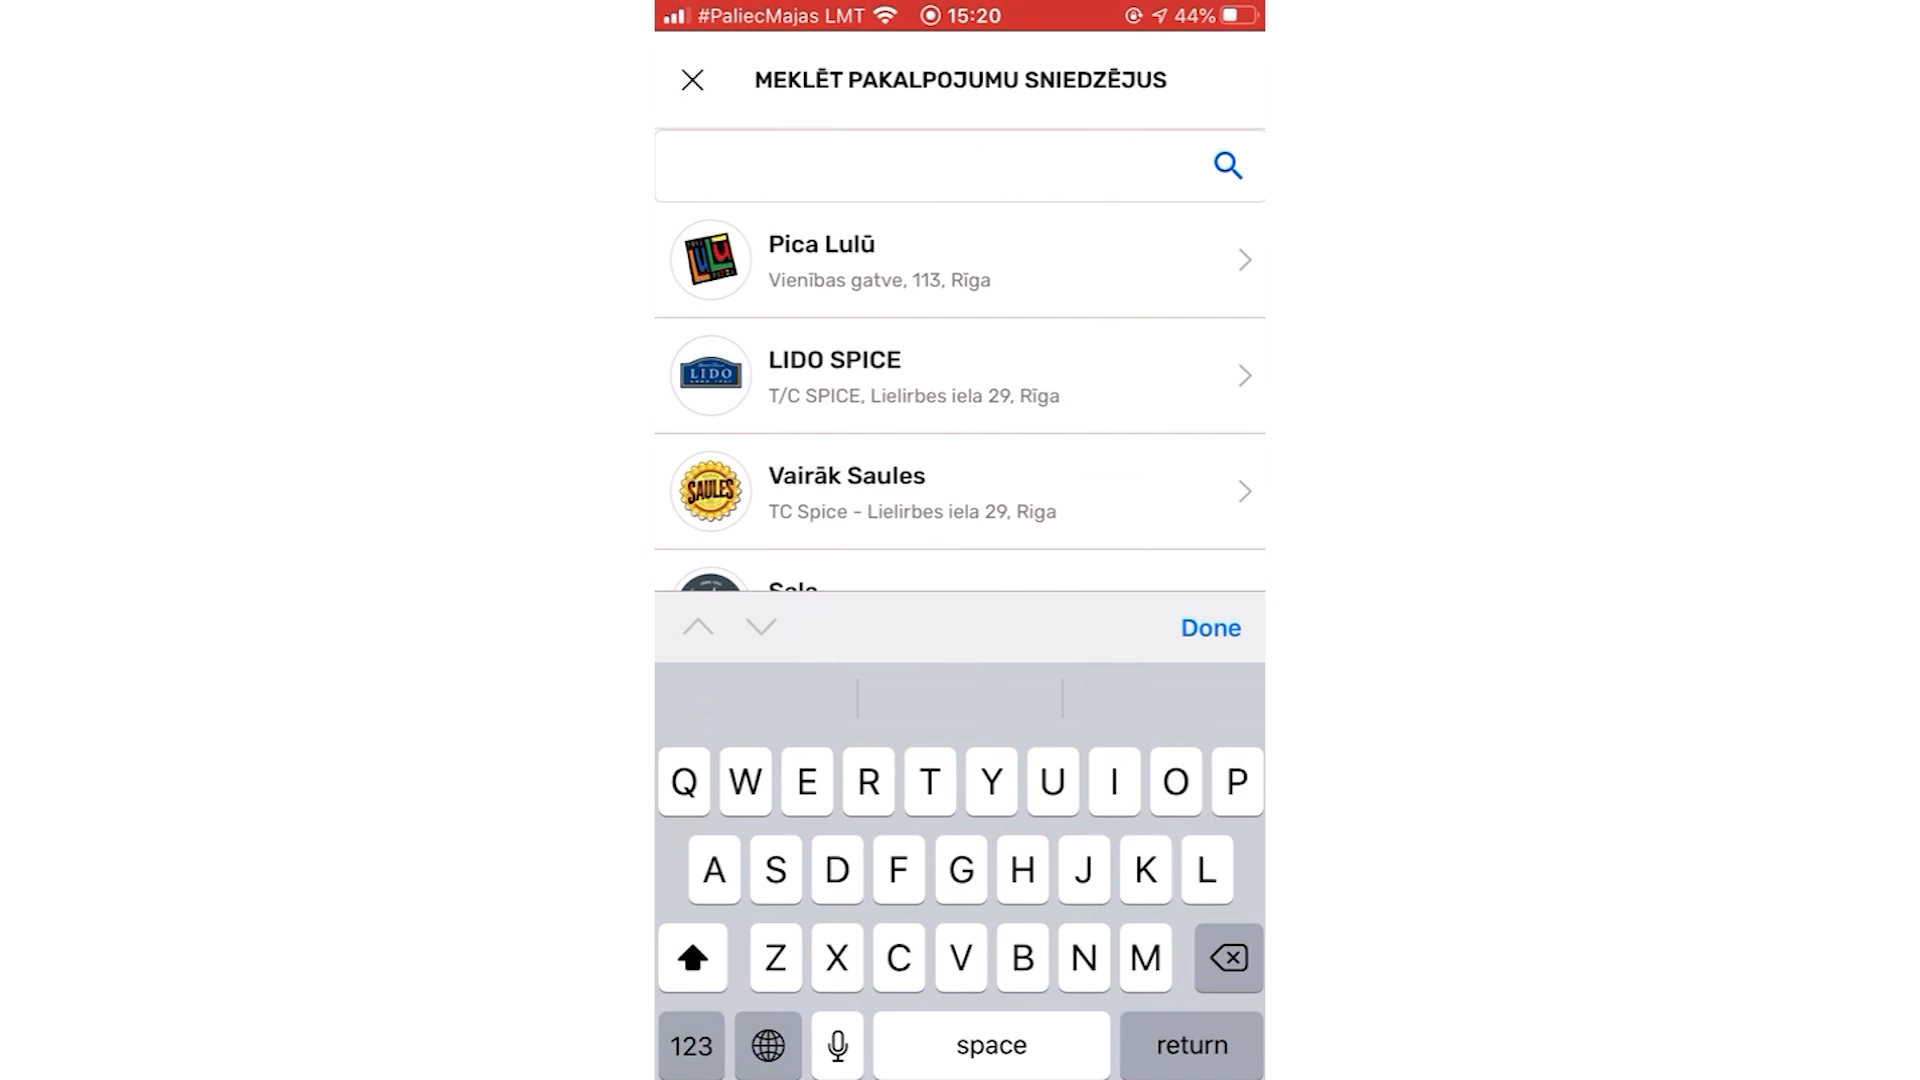 #PaliecMajas LMT 15:20 44%
MEKLĒT PAKALPOJUMU SNIEDZĒJUS
LULŪ
Pica Lulū
Vienības gatve, 113, Rīga
LIDO
LIDO SPICE
T/C SPICE, Lielirbes iela 29, Rīga
SAULES
Vairāk Saules
TC Spice - Lielirbes iela 29, Riga
Done
Q W E R T Y U I O P
A S D F G H J K L
Z X C V B N M
123 space return